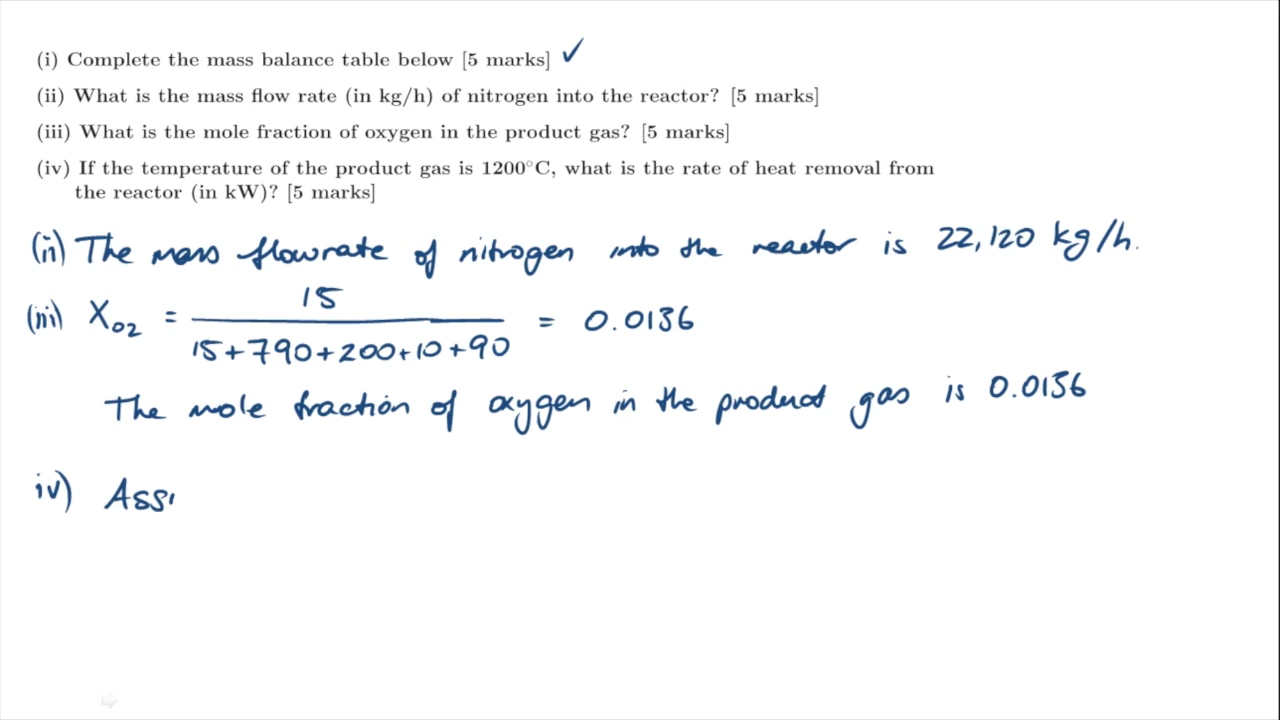 (i) Complete the mass balance table below [5 marks] ✓
(ii) What is the mass flow rate (in kg/h) of nitrogen into the reactor? [5 marks]
(iii) What is the mole fraction of oxygen in the product gas? [5 marks]
(iv) If the temperature of the product gas is 1200°C, what is the rate of heat removal from
the reactor (in kW)? [5 marks]
(ii) The mass flowrate of nitrogen into the reactor is 22,120 kg/h.
(iii) X₀₂ = 15 / 15+790+200+10+90 = 0.0136
The mole fraction of oxygen in the product gas is 0.0136
iv) Ass